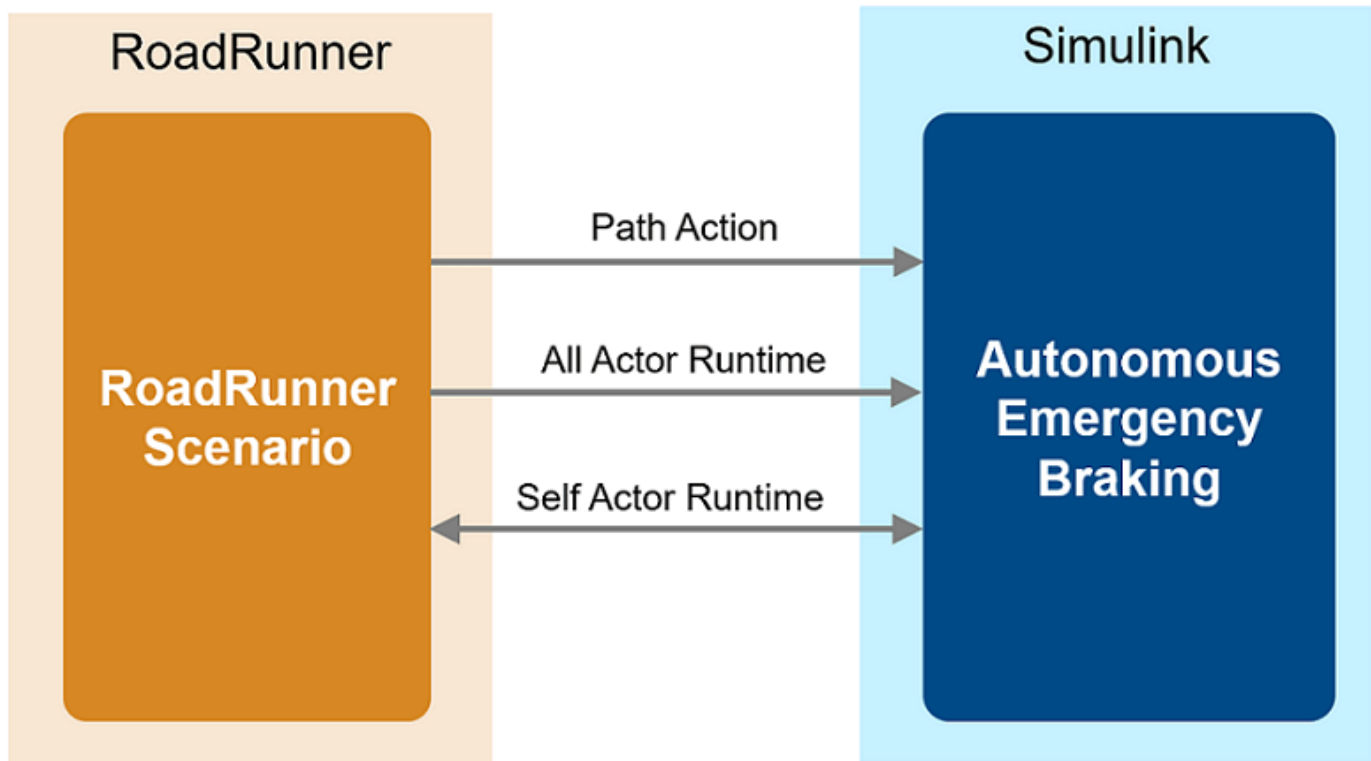 RoadRunner
Simulink
Path Action
All Actor Runtime
Self Actor Runtime
RoadRunner
Scenario
Autonomous
Emergency
Braking